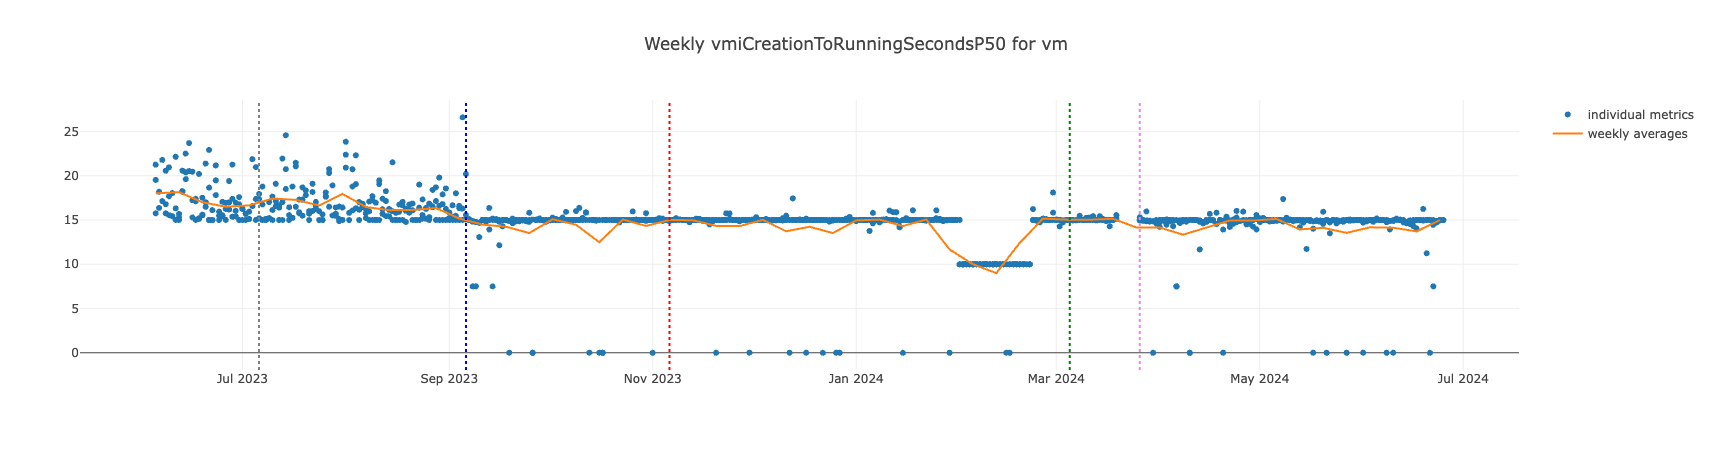 Weekly vmiCreationToRunningSecondsP50 for vm
individual metrics
weekly averages
25
20
15
10
5
0
Jul 2023
Sep 2023
Nov 2023
Jan 2024
Mar 2024
May 2024
Jul 2024